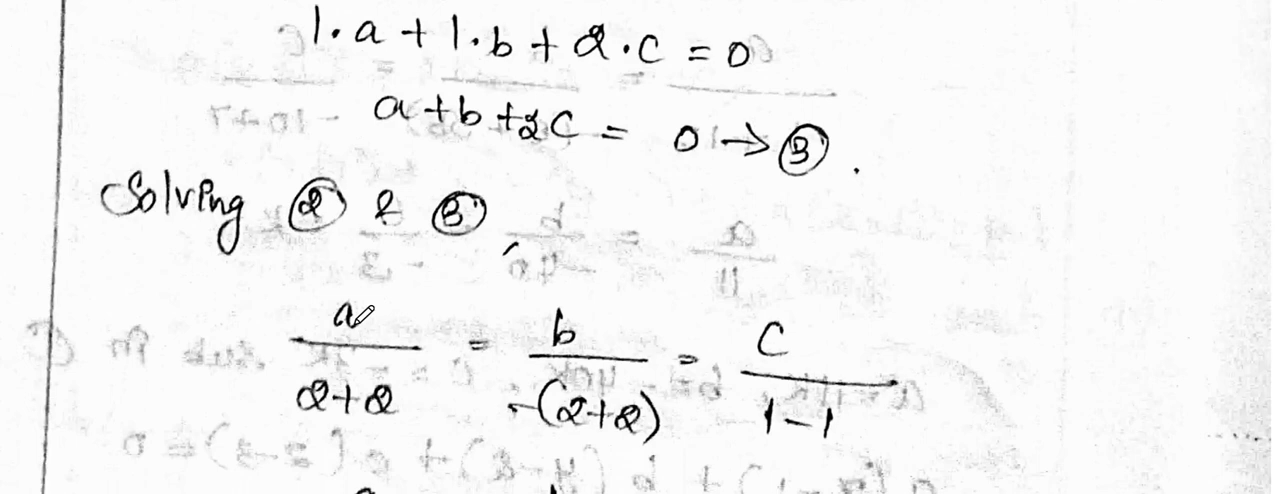 1·a + 1·b + 2·c = 0
a + b + 2c = 0 → ③.
Solving ② & ③,
a/(2+2) = b/-(2+2) = c/(1-1)